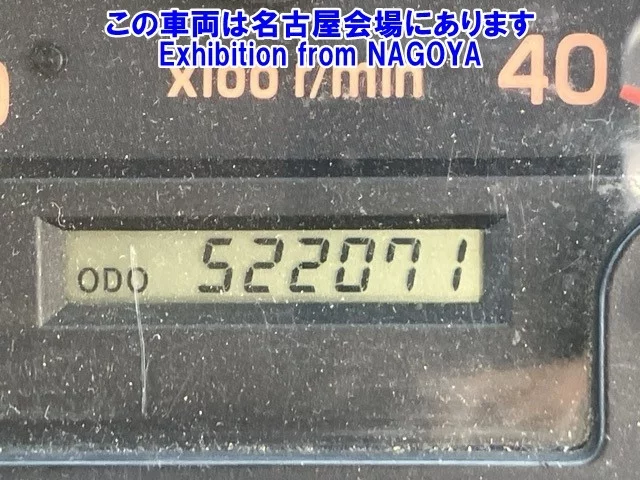 この車両は名古屋会場にあります
Exhibition from NAGOYA
x100 r/min 40
ODO 522071